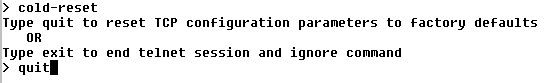 > cold-reset
Type quit to reset TCP configuration parameters to factory defaults
OR
Type exit to end telnet session and ignore command
> quit